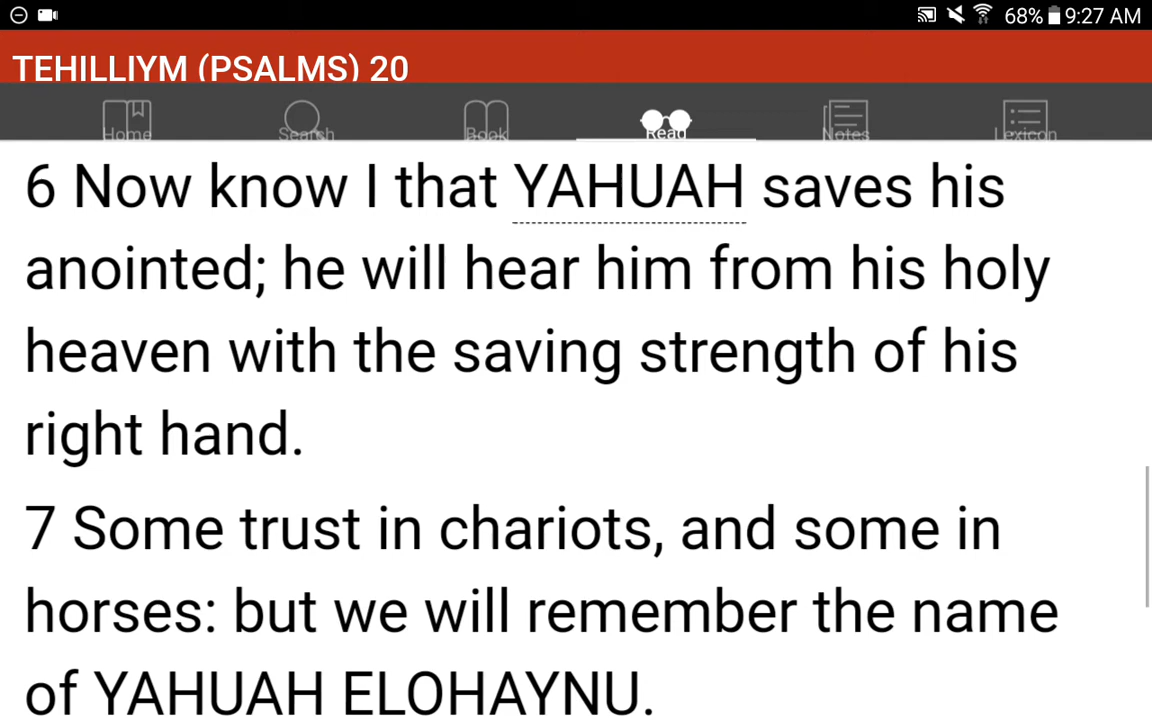 68% 9:27 AM
TEHILLIYM (PSALMS) 20
Home Search Book Read Notes Lexicon
6 Now know I that YAHUAH saves his
anointed; he will hear him from his holy
heaven with the saving strength of his
right hand.
7 Some trust in chariots, and some in
horses: but we will remember the name
of YAHUAH ELOHAYNU.